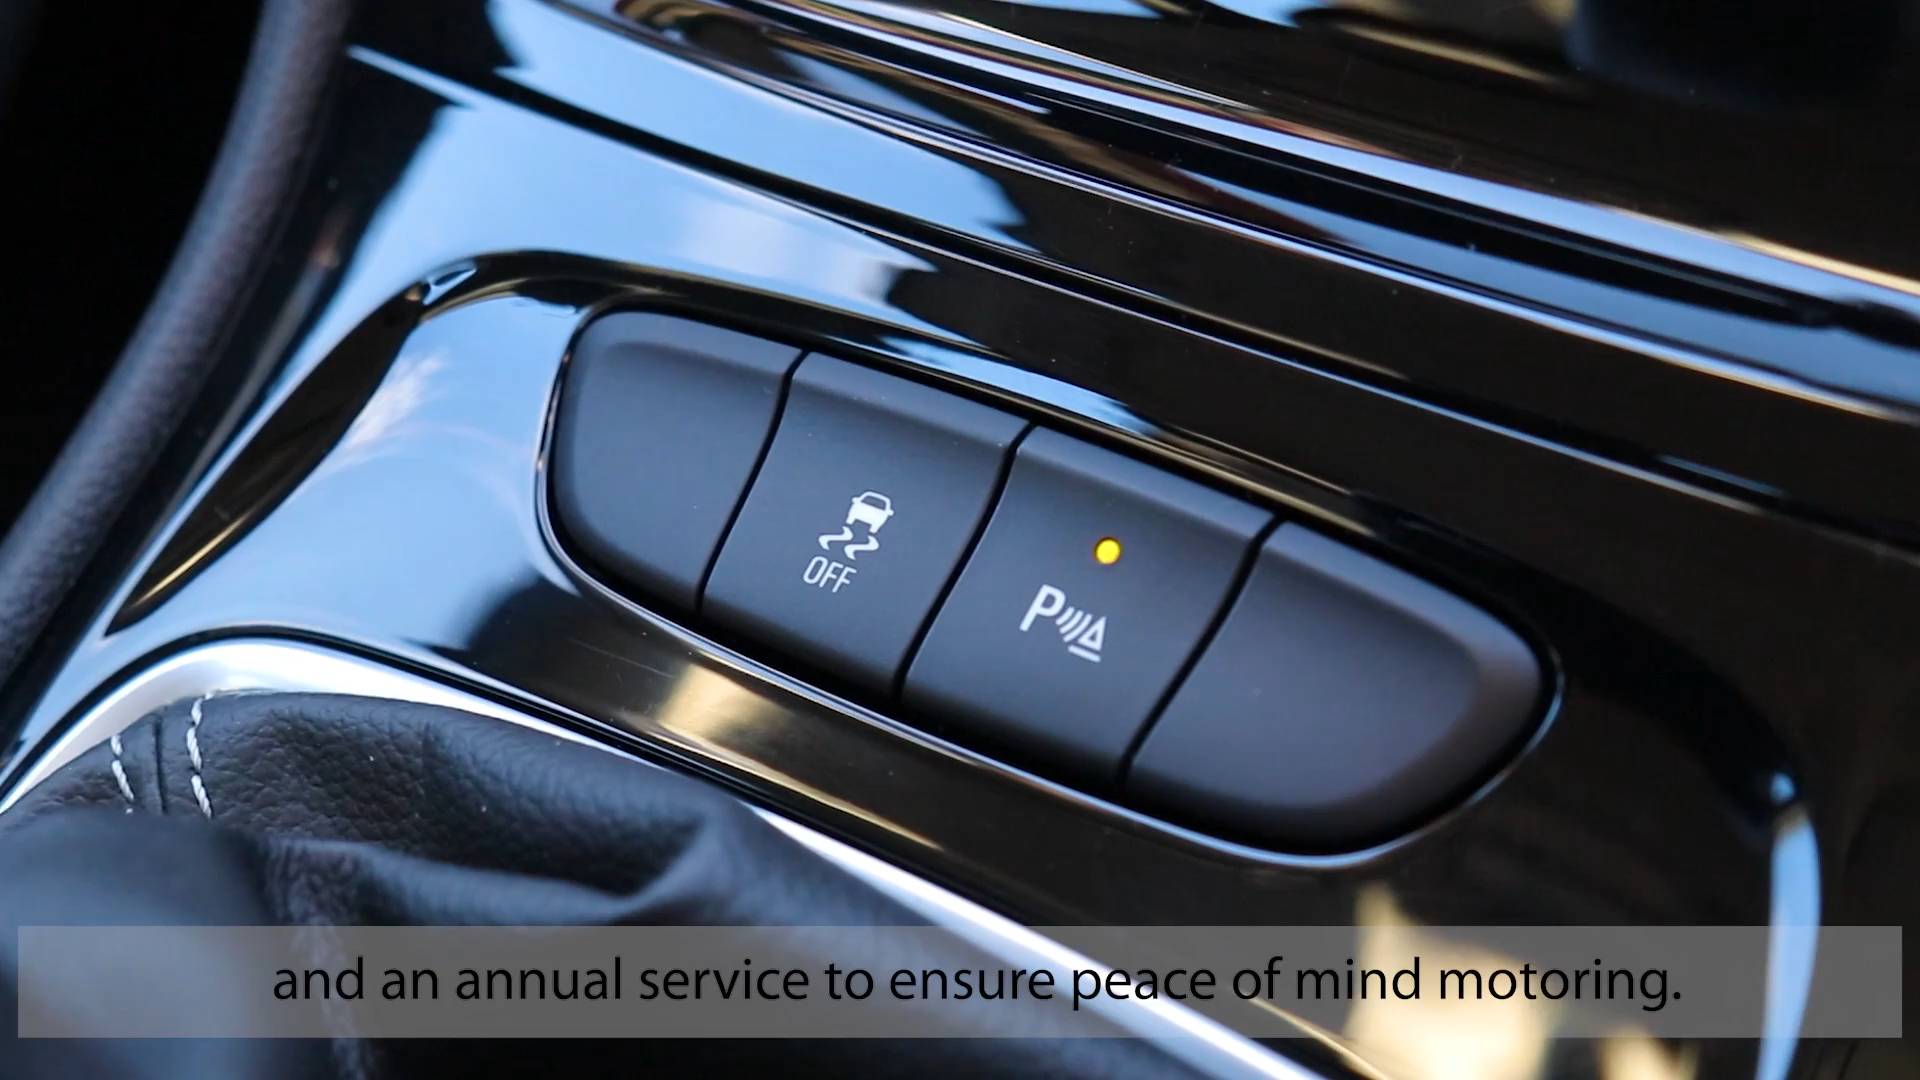 OFF
P
and an annual service to ensure peace of mind motoring.